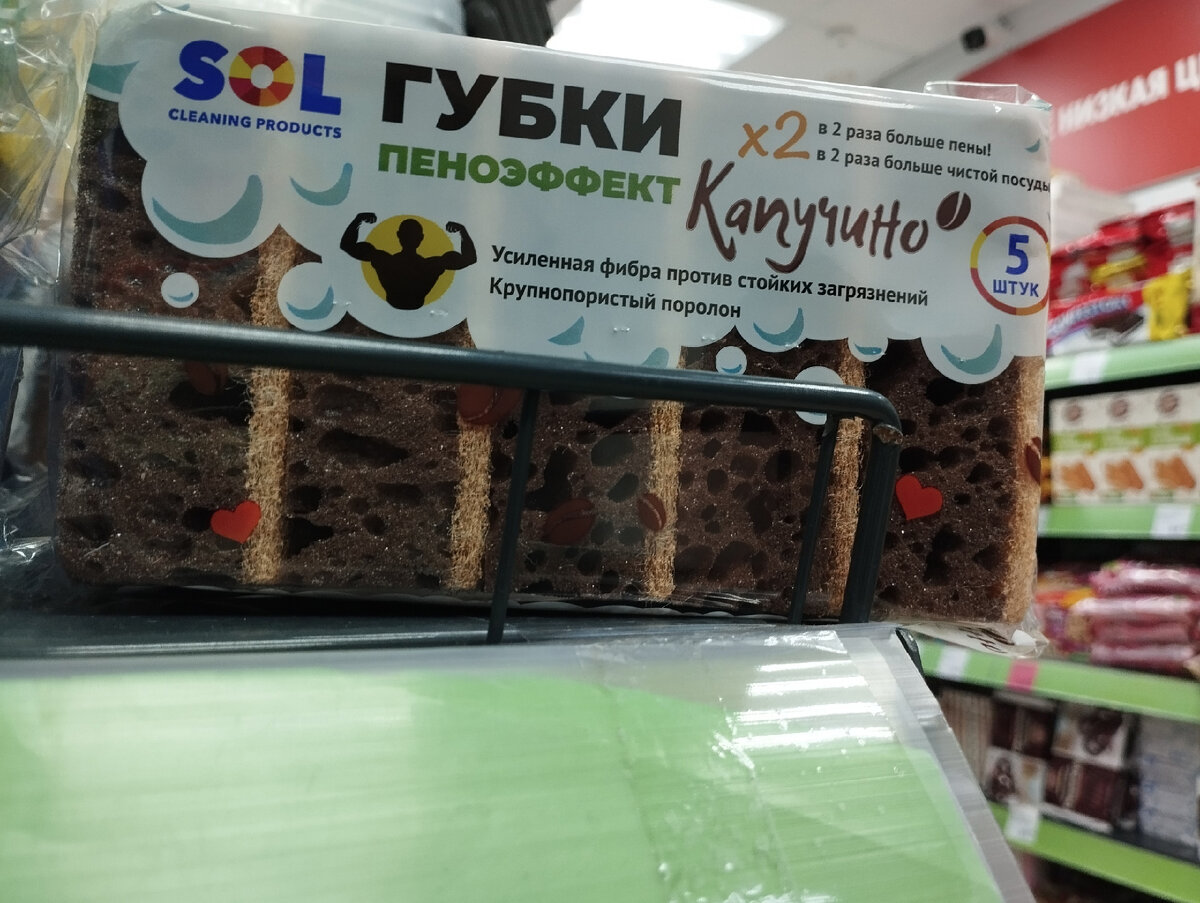 SOL
CLEANING PRODUCTS
ГУБКИ
ПЕНОЭФФЕКТ
x2
в 2 раза больше пены!
в 2 раза больше чистой посуды
Капучино
5
ШТУК
Усиленная фибра против стойких загрязнений
Крупнопористый поролон
НИЗКАЯ